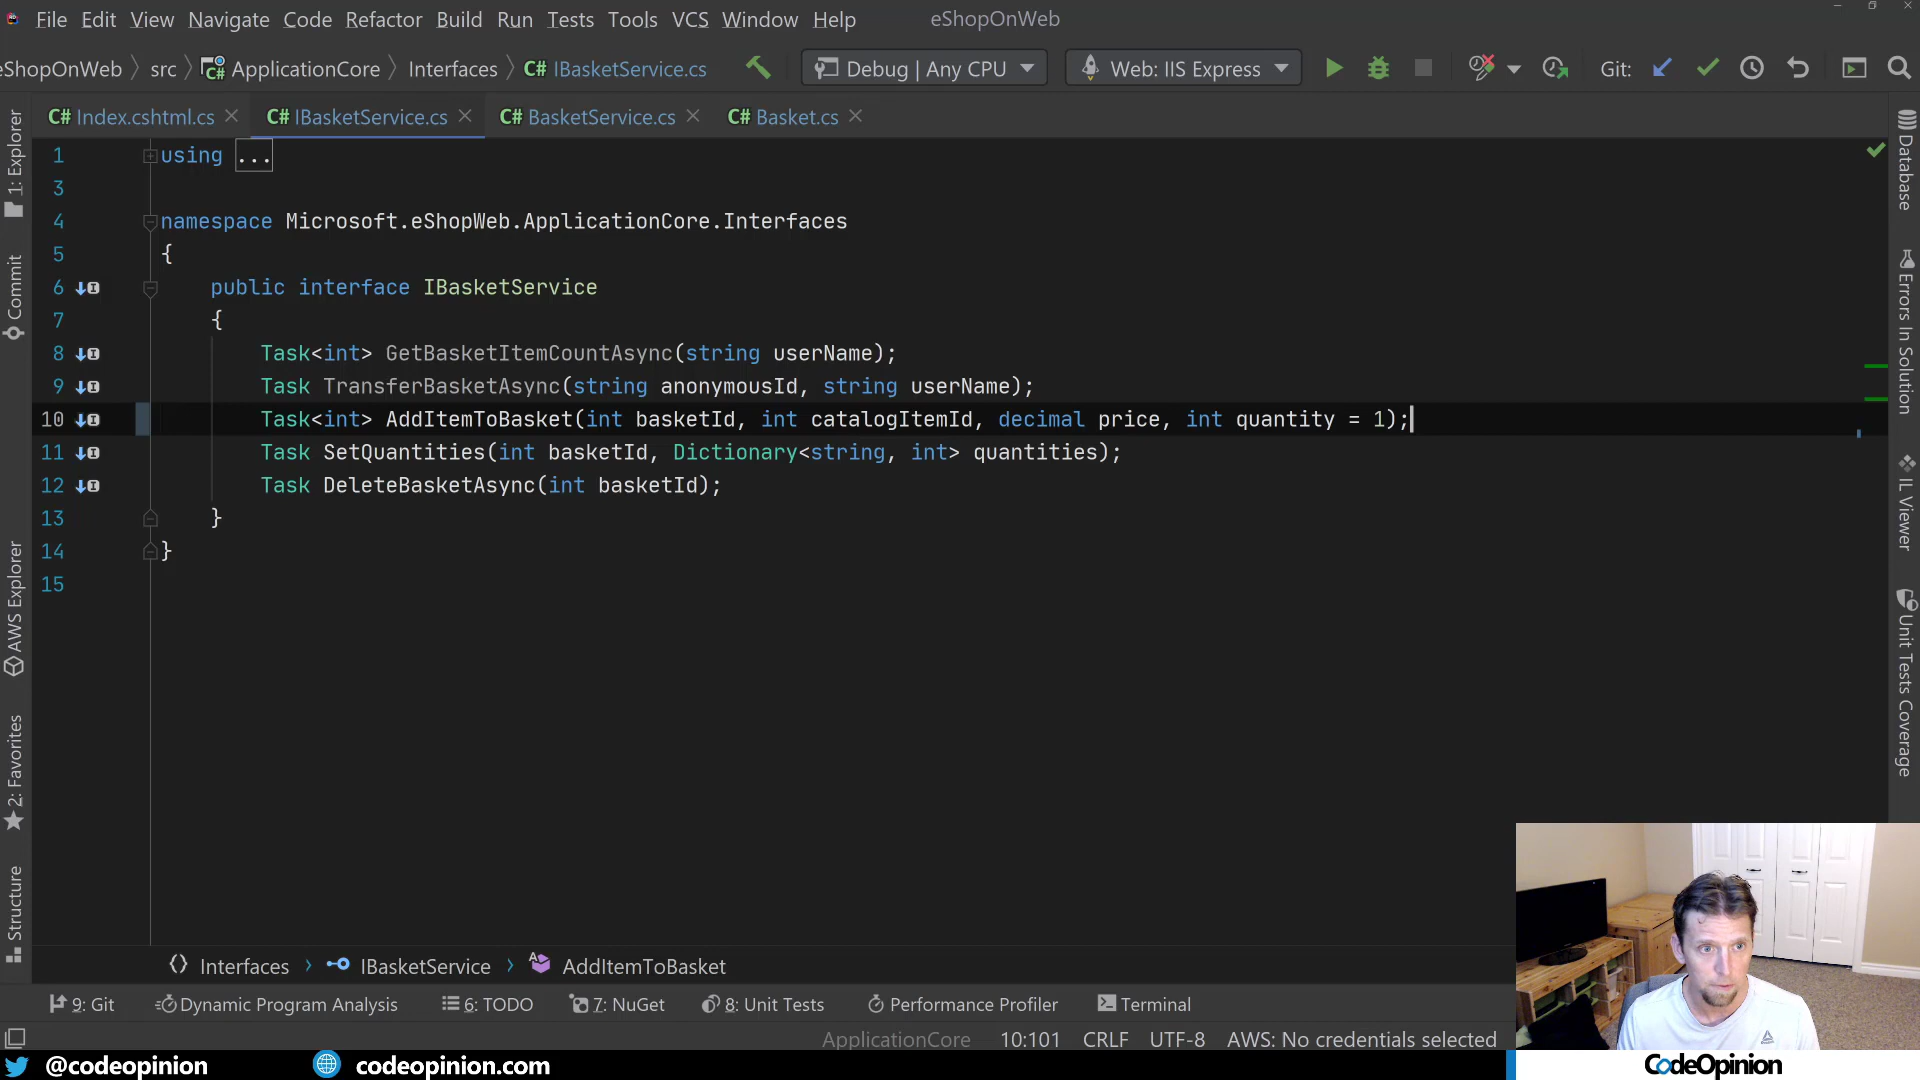 File Edit View Navigate Code Refactor Build Run Tests Tools VCS Window Help eShopOnWeb
eShopOnWeb src ApplicationCore Interfaces C# IBasketService.cs Debug | Any CPU Web: IIS Express Git:
C# Index.cshtml.cs C# IBasketService.cs C# BasketService.cs C# Basket.cs
1: Explorer
Commit
AWS Explorer
2: Favorites
Structure
1 using ...
3
4 namespace Microsoft.eShopWeb.ApplicationCore.Interfaces
5 {
6 public interface IBasketService
7 {
8 Task<int> GetBasketItemCountAsync(string userName);
9 Task TransferBasketAsync(string anonymousId, string userName);
10 Task<int> AddItemToBasket(int basketId, int catalogItemId, decimal price, int quantity = 1);
11 Task SetQuantities(int basketId, Dictionary<string, int> quantities);
12 Task DeleteBasketAsync(int basketId);
13 }
14 }
15
Database
Errors In Solution
IL Viewer
Unit Tests Coverage
Interfaces IBasketService AddItemToBasket
9: Git Dynamic Program Analysis 6: TODO 7: NuGet 8: Unit Tests Performance Profiler Terminal
ApplicationCore 10:101 CRLF UTF-8 AWS: No credentials selected
@codeopinion codeopinion.com CodeOpinion